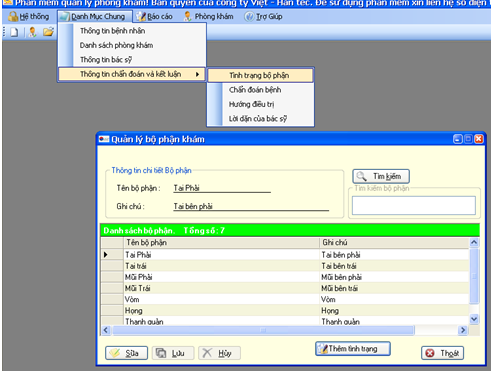 Phần mềm quản lý phòng khám! Bản quyền của công ty Việt - Hàn tec. Để sử dụng phần mềm xin liên hệ số điện
Hệ thống Danh Mục Chung Báo cáo Phòng khám Trợ Giúp
Thông tin bệnh nhân
Danh sách phòng khám
Thông tin bác sỹ
Thông tin chẩn đoán và kết luận
Tình trạng bộ phận
Chẩn đoán bệnh
Hướng điều trị
Lời dặn của bác sỹ
Quản lý bộ phận khám
Thông tin chi tiết Bộ phận
Tên bộ phận: Tai Phải
Ghi chú: Tai bên phải
Tìm kiếm
Tìm kiếm bộ phận
Danh sách bộ phận. Tổng số: 7
Tên bộ phận Ghi chú
Tai Phải Tai bên phải
Tai trái Tai bên trái
Mũi Phải Mũi bên phải
Mũi Trái Mũi bên trái
Vòm Vòm
Họng Họng
Thanh quản Thanh quản
Sửa Lưu Hủy Thêm tình trạng Thoát